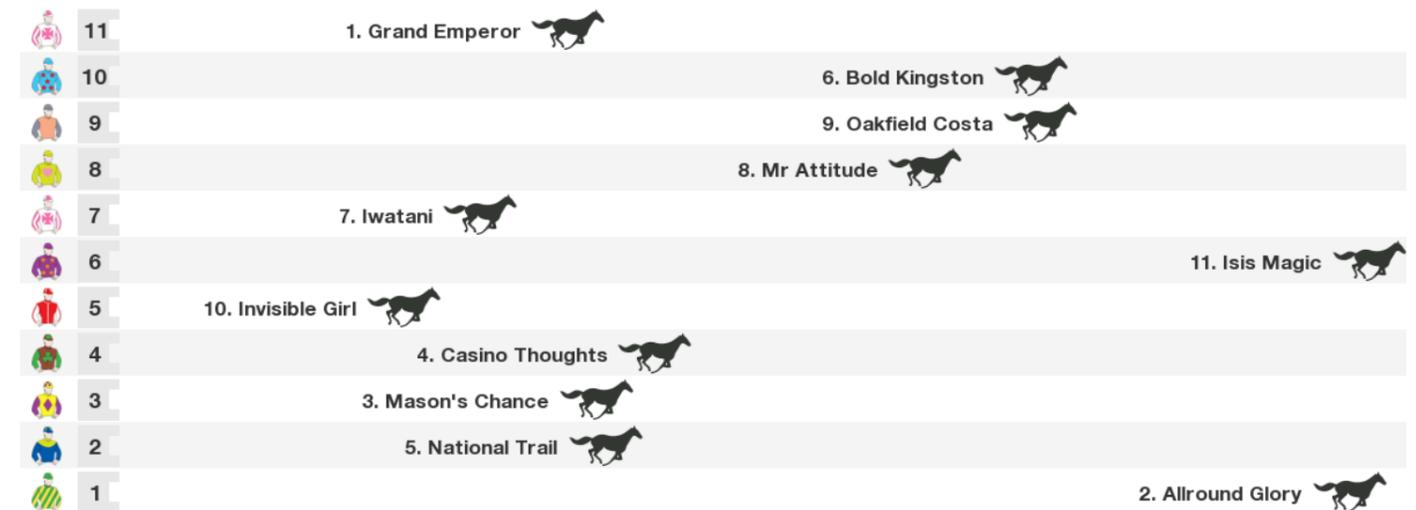 11 1. Grand Emperor
10 6. Bold Kingston
9 9. Oakfield Costa
8 8. Mr Attitude
7 7. Iwatani
6 11. Isis Magic
5 10. Invisible Girl
4 4. Casino Thoughts
3 3. Mason's Chance
2 5. National Trail
1 2. Allround Glory